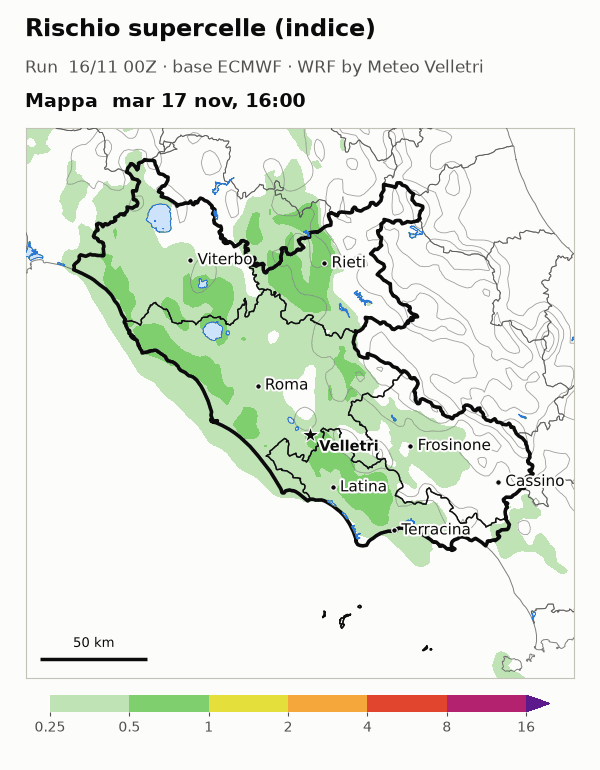 Rischio supercelle (indice)
Run  16/11 00Z · base ECMWF · WRF by Meteo Velletri
Mappa  mar 17 nov, 16:00
Viterbo
Rieti
Roma
Velletri
Frosinone
Latina
Cassino
Terracina
50 km
0.25 0.5 1 2 4 8 16